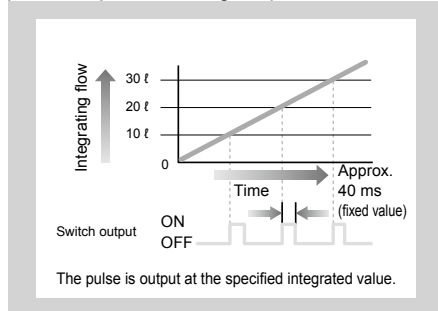 Integrating flow
30 ℓ
20 ℓ
10 ℓ
0
Time
Approx.
40 ms
(fixed value)
Switch output
ON
OFF
The pulse is output at the specified integrated value.